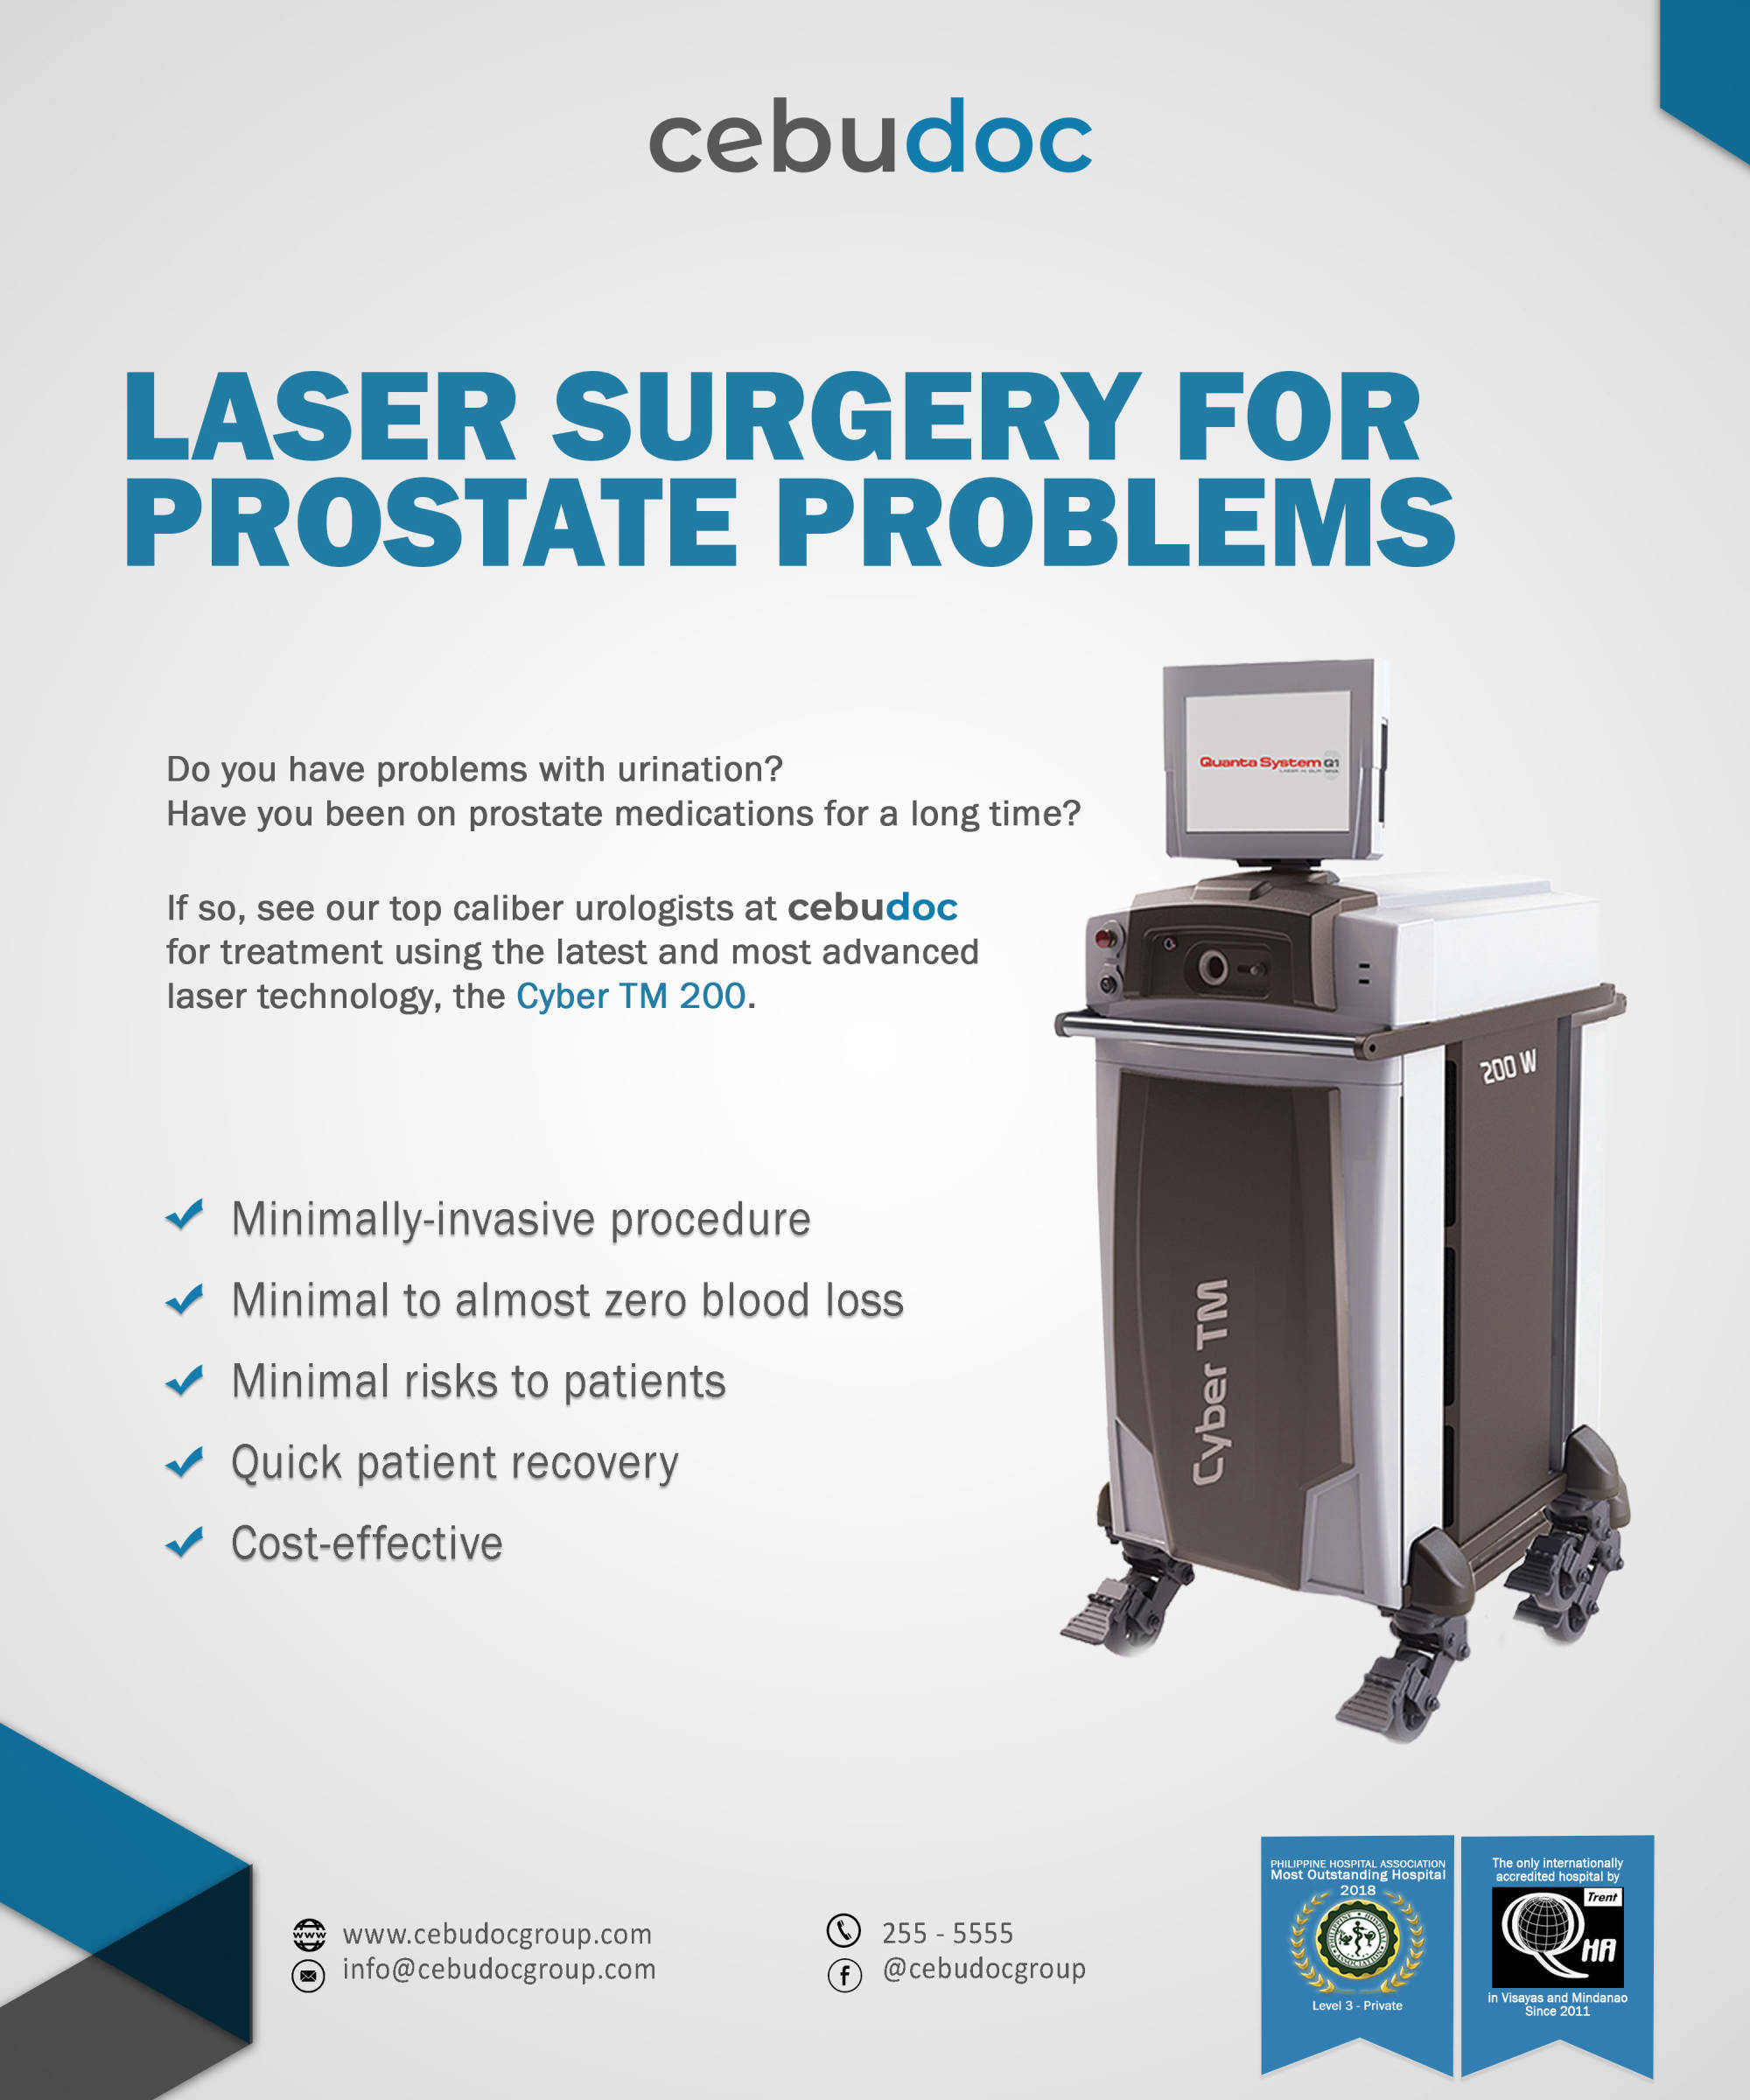 cebudoc
LASER SURGERY FOR
PROSTATE PROBLEMS
Do you have problems with urination?
Have you been on prostate medications for a long time?
If so, see our top caliber urologists at cebudoc
for treatment using the latest and most advanced
laser technology, the Cyber TM 200.
Minimally-invasive procedure
Minimal to almost zero blood loss
Minimal risks to patients
Quick patient recovery
Cost-effective
Quanta System Q1
200 W
Cyber TM
www.cebudocgroup.com
info@cebudocgroup.com
255 - 5555
@cebudocgroup
PHILIPPINE HOSPITAL ASSOCIATION
Most Outstanding Hospital
2018
Level 3 - Private
The only internationally
accredited hospital by
Trent
QHA
in Visayas and Mindanao
Since 2011